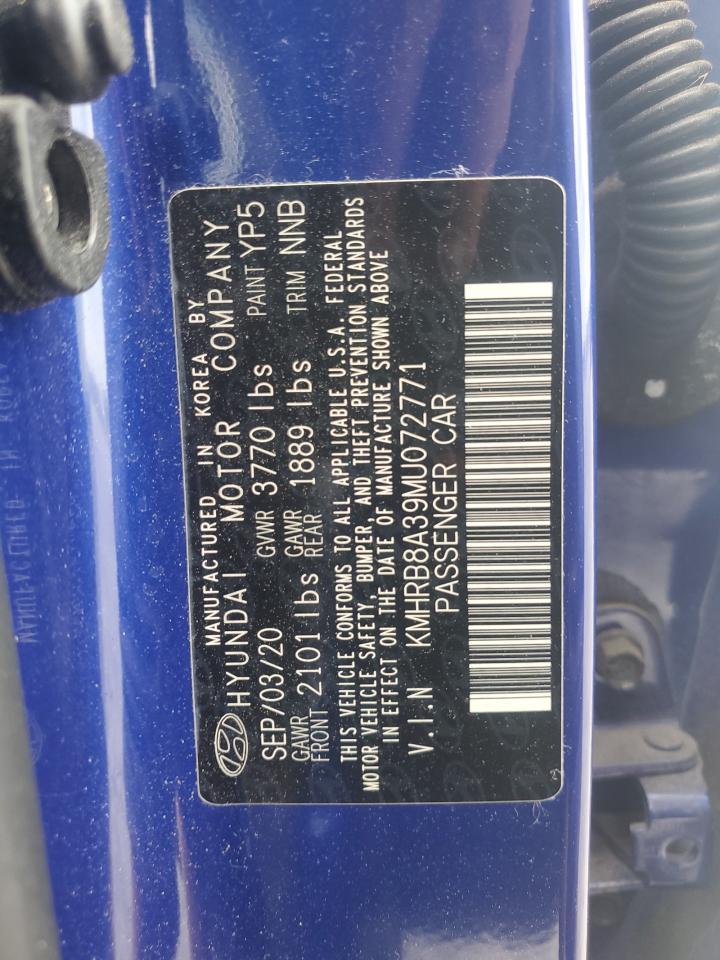 MANUFACTURED IN KOREA BY
HYUNDAI MOTOR COMPANY
SEP/03/20 GVWR 3770 lbs PAINT YP5
GAWR FRONT 2101 lbs GAWR REAR 1889 lbs TRIM NNB
THIS VEHICLE CONFORMS TO ALL APPLICABLE U.S.A. FEDERAL
MOTOR VEHICLE SAFETY, BUMPER, AND THEFT PREVENTION STANDARDS
IN EFFECT ON THE DATE OF MANUFACTURE SHOWN ABOVE
V.I.N KMHRB8A39MU072771
PASSENGER CAR